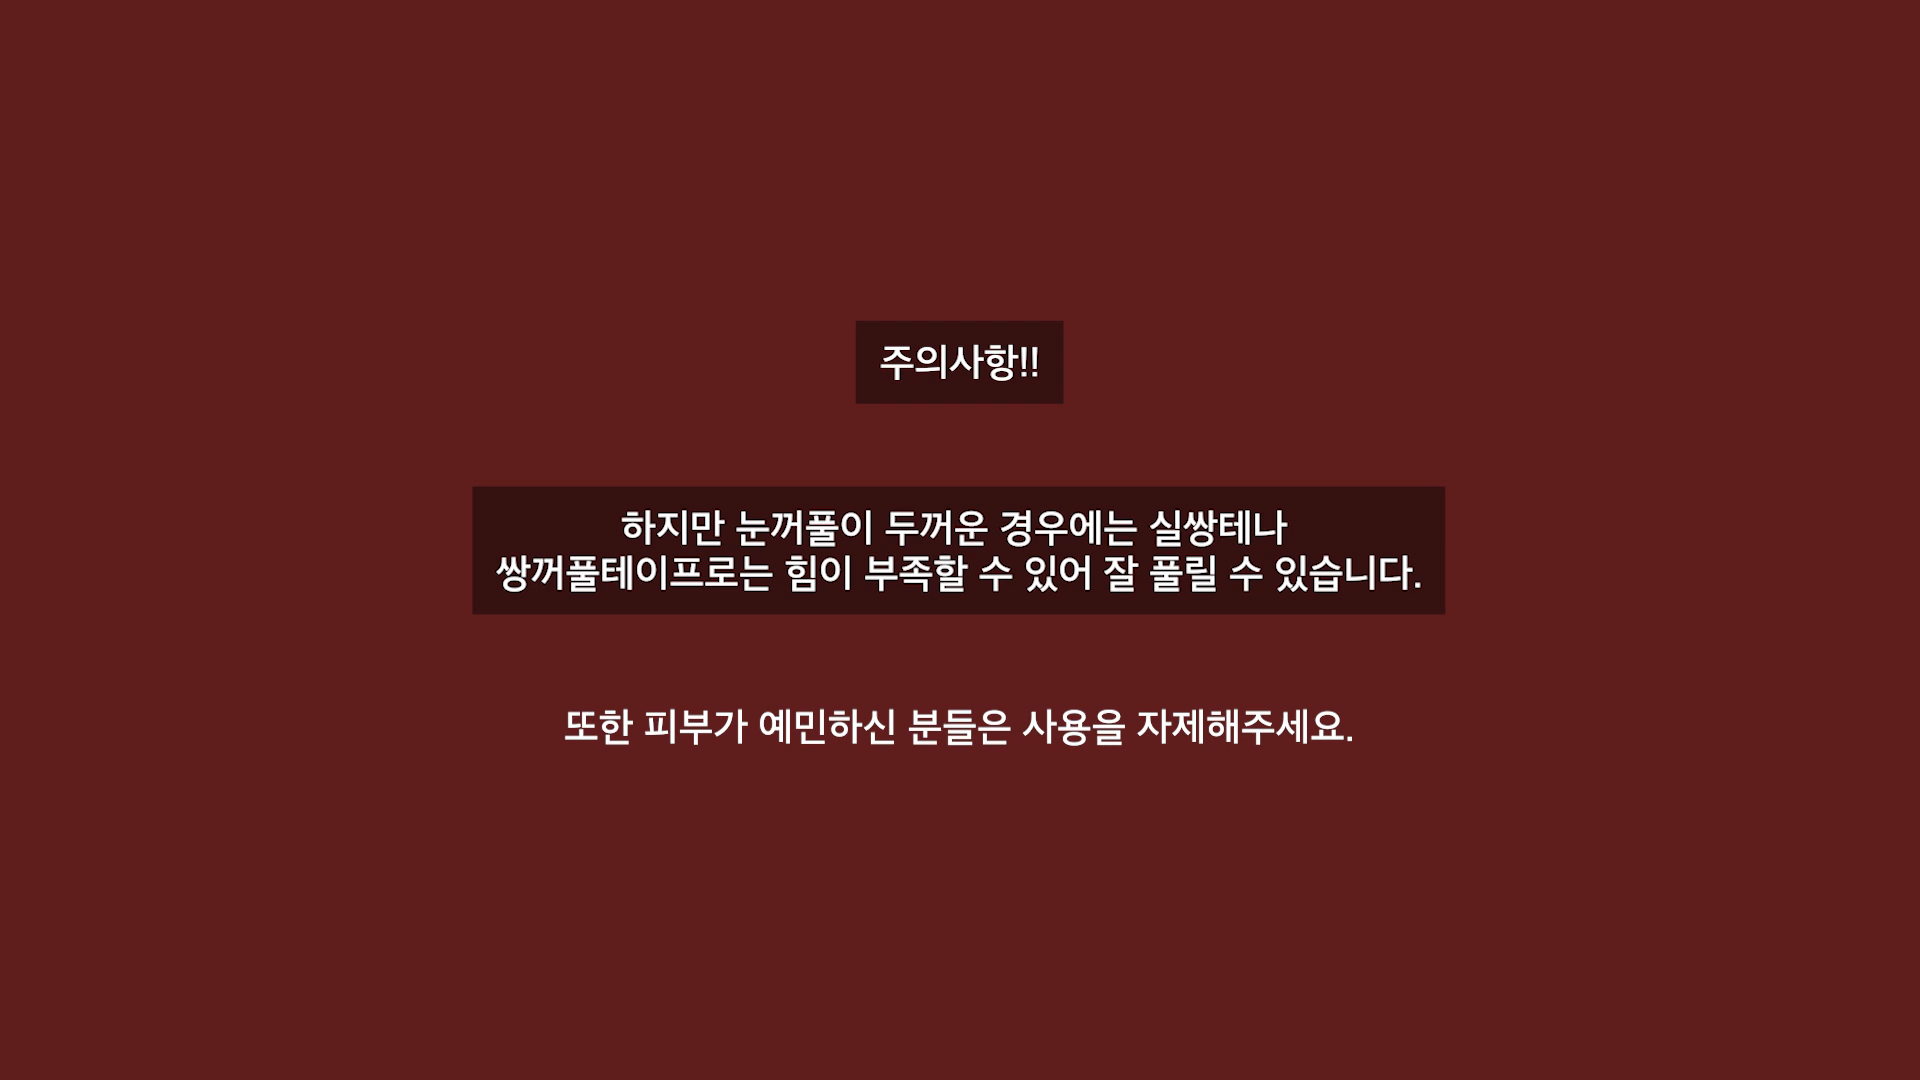 주의사항!!
하지만 눈꺼풀이 두꺼운 경우에는 실쌍테나
쌍꺼풀테이프로는 힘이 부족할 수 있어 잘 풀릴 수 있습니다.
또한 피부가 예민하신 분들은 사용을 자제해주세요.